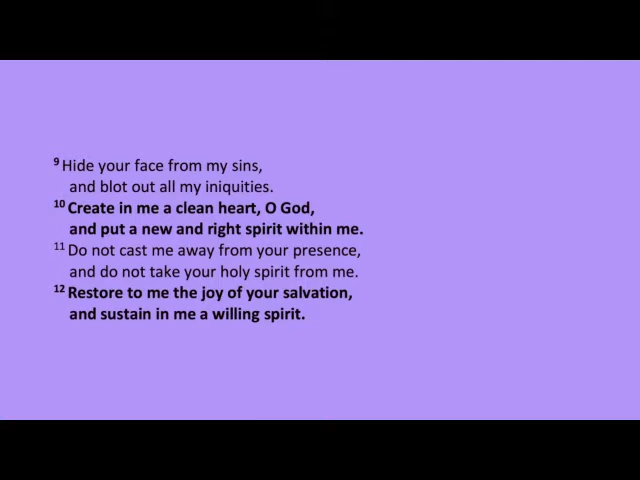 9 Hide your face from my sins,
and blot out all my iniquities.
10 Create in me a clean heart, O God,
and put a new and right spirit within me.
11 Do not cast me away from your presence,
and do not take your holy spirit from me.
12 Restore to me the joy of your salvation,
and sustain in me a willing spirit.